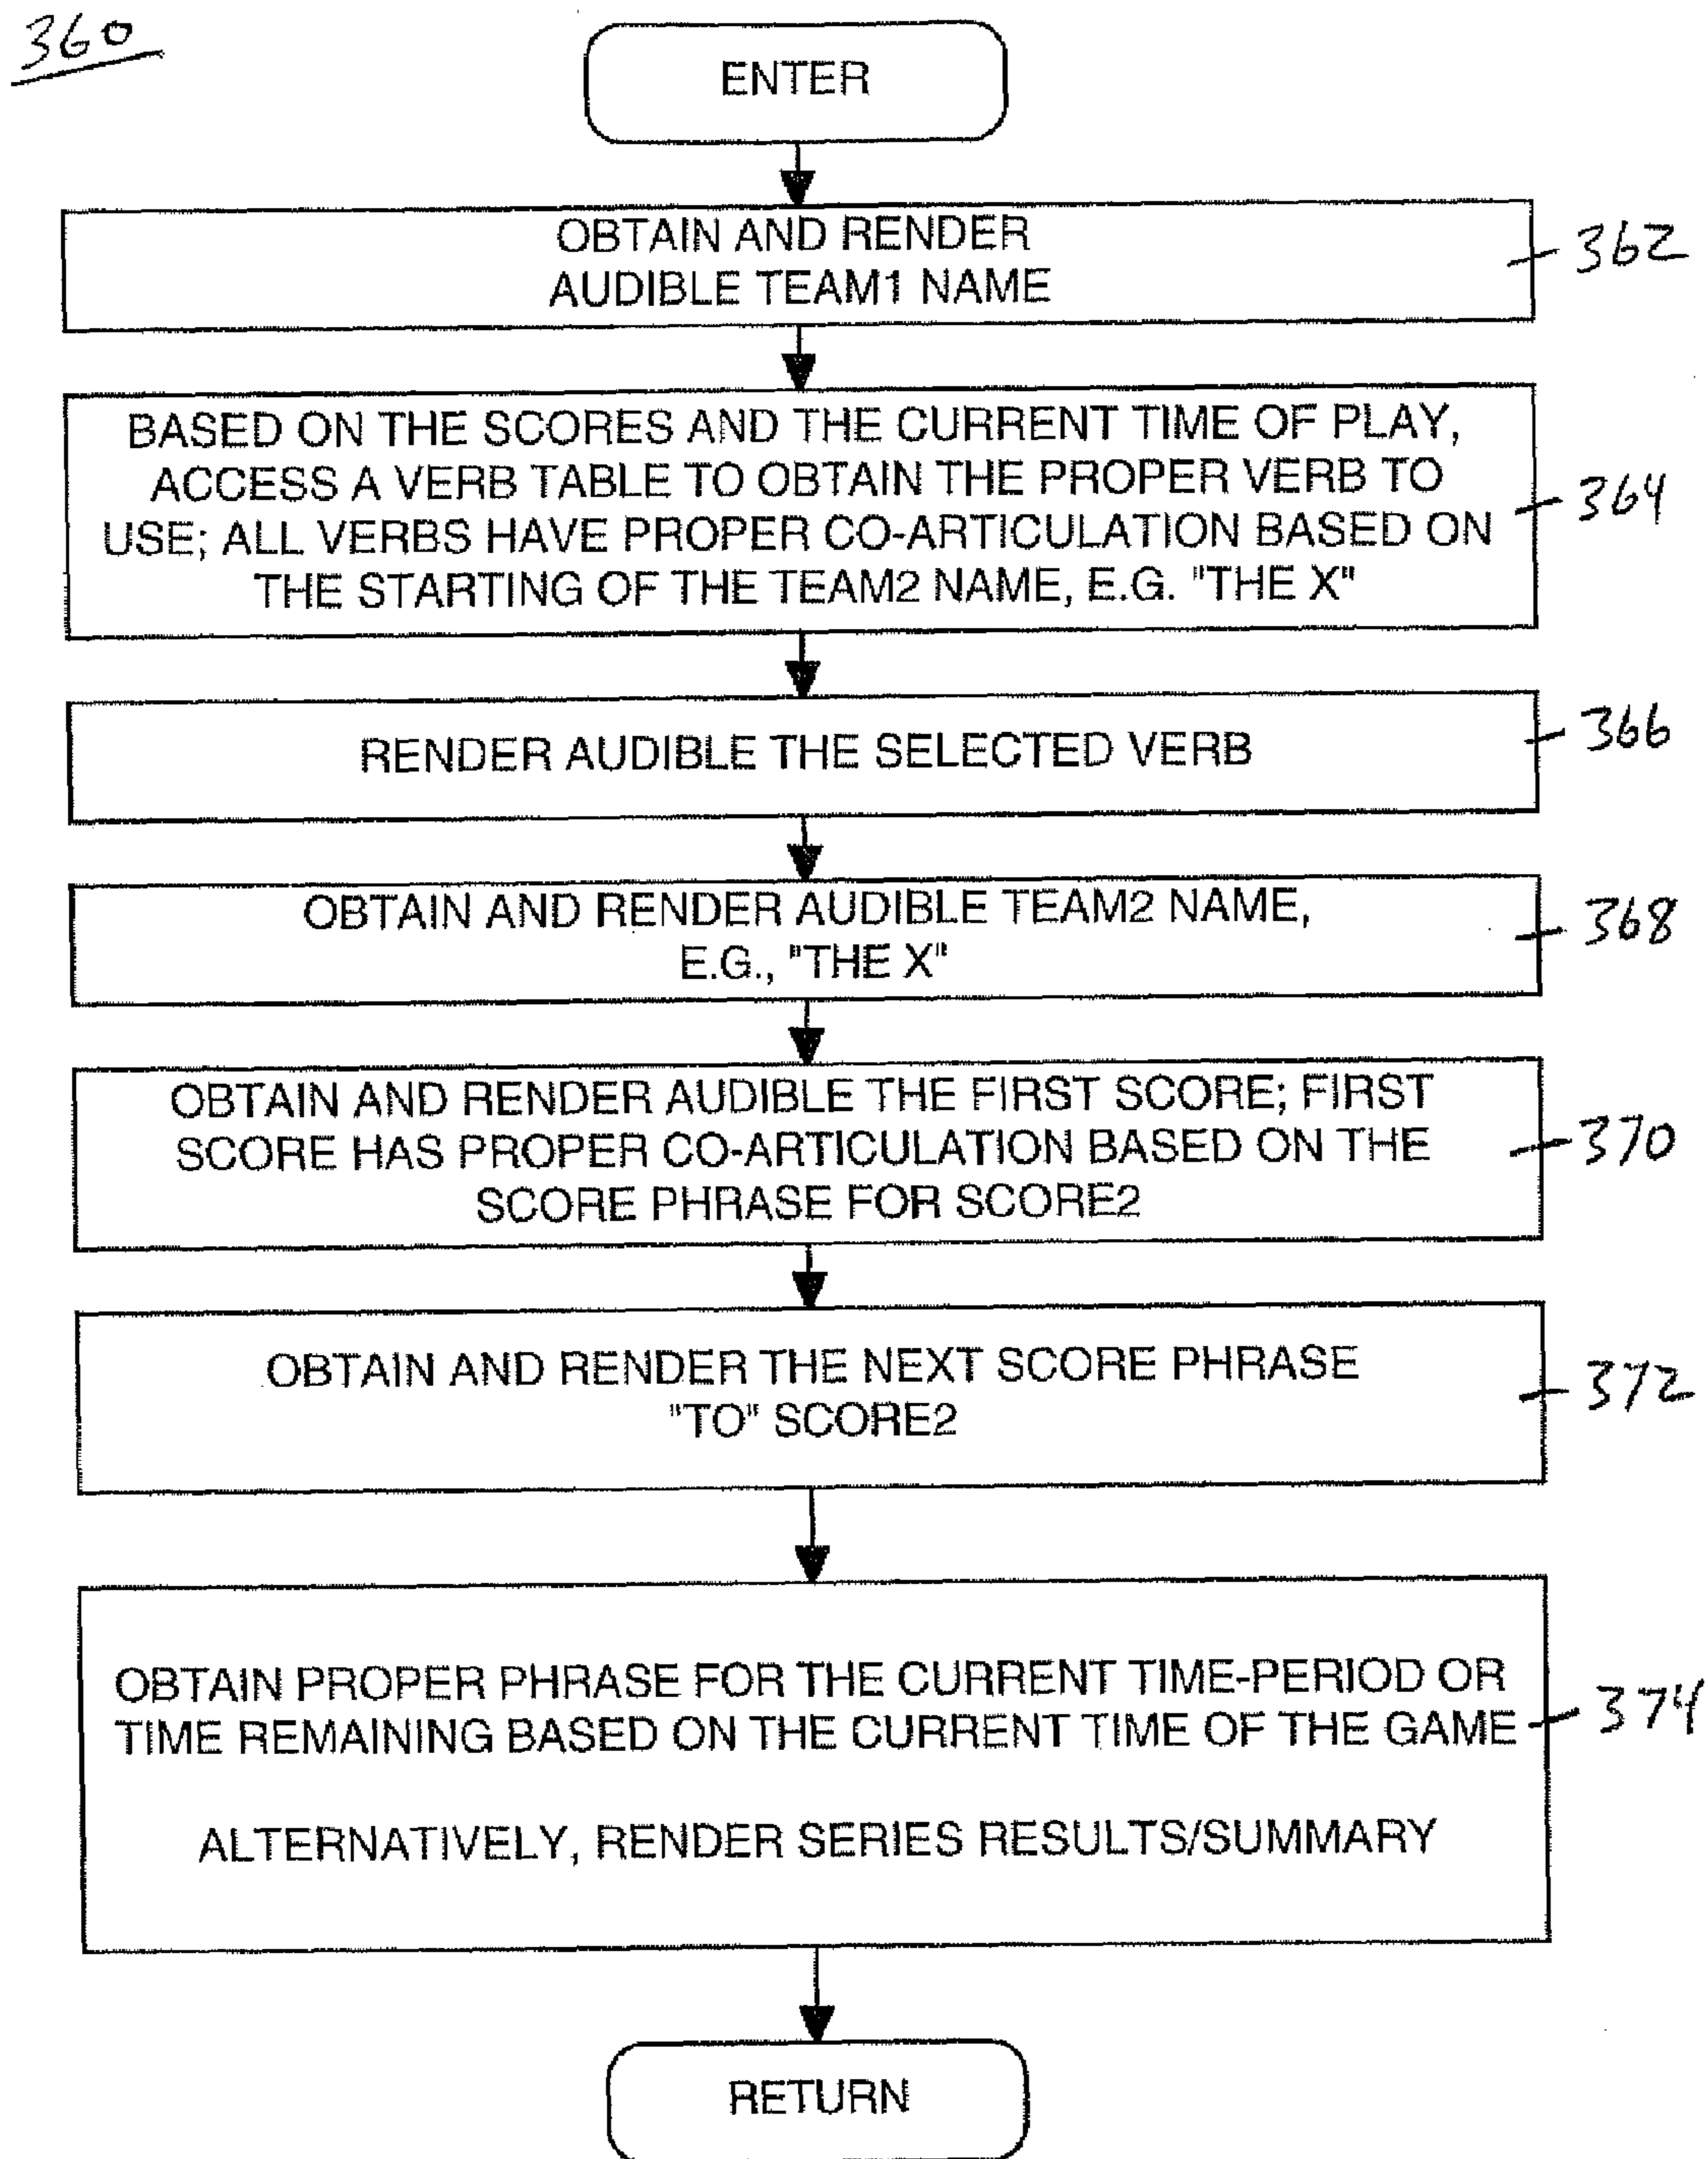 360
ENTER
OBTAIN AND RENDER
AUDIBLE TEAM1 NAME
362
BASED ON THE SCORES AND THE CURRENT TIME OF PLAY,
ACCESS A VERB TABLE TO OBTAIN THE PROPER VERB TO
USE; ALL VERBS HAVE PROPER CO-ARTICULATION BASED ON
THE STARTING OF THE TEAM2 NAME, E.G. "THE X"
364
RENDER AUDIBLE THE SELECTED VERB
366
OBTAIN AND RENDER AUDIBLE TEAM2 NAME,
E.G., "THE X"
368
OBTAIN AND RENDER AUDIBLE THE FIRST SCORE; FIRST
SCORE HAS PROPER CO-ARTICULATION BASED ON THE
SCORE PHRASE FOR SCORE2
370
OBTAIN AND RENDER THE NEXT SCORE PHRASE
"TO" SCORE2
372
OBTAIN PROPER PHRASE FOR THE CURRENT TIME-PERIOD OR
TIME REMAINING BASED ON THE CURRENT TIME OF THE GAME
374
ALTERNATIVELY, RENDER SERIES RESULTS/SUMMARY
RETURN